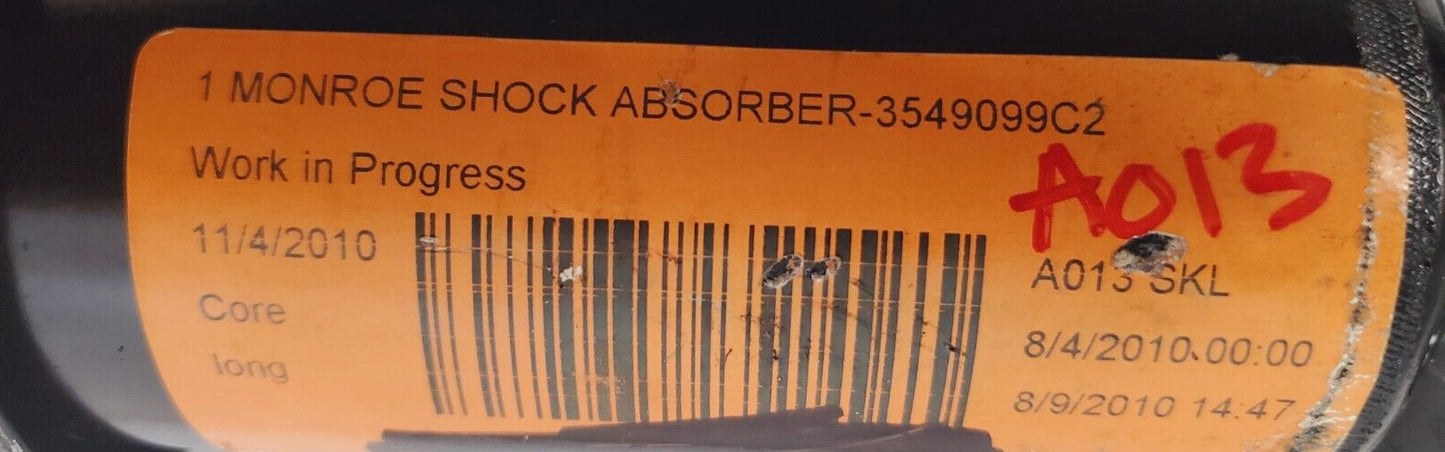 1 MONROE SHOCK ABSORBER-3549099C2
Work in Progress
A013
11/4/2010
A013 SKL
Core
8/4/2010 00:00
long
8/9/2010 14:47